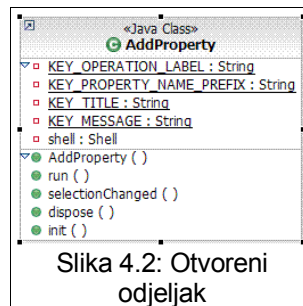 «Java Class»
AddProperty
KEY_OPERATION_LABEL : String
KEY_PROPERTY_NAME_PREFIX : String
KEY_TITLE : String
KEY_MESSAGE : String
shell : Shell
AddProperty ( )
run ( )
selectionChanged ( )
dispose ( )
init ( )
Slika 4.2: Otvoreni
odjeljak